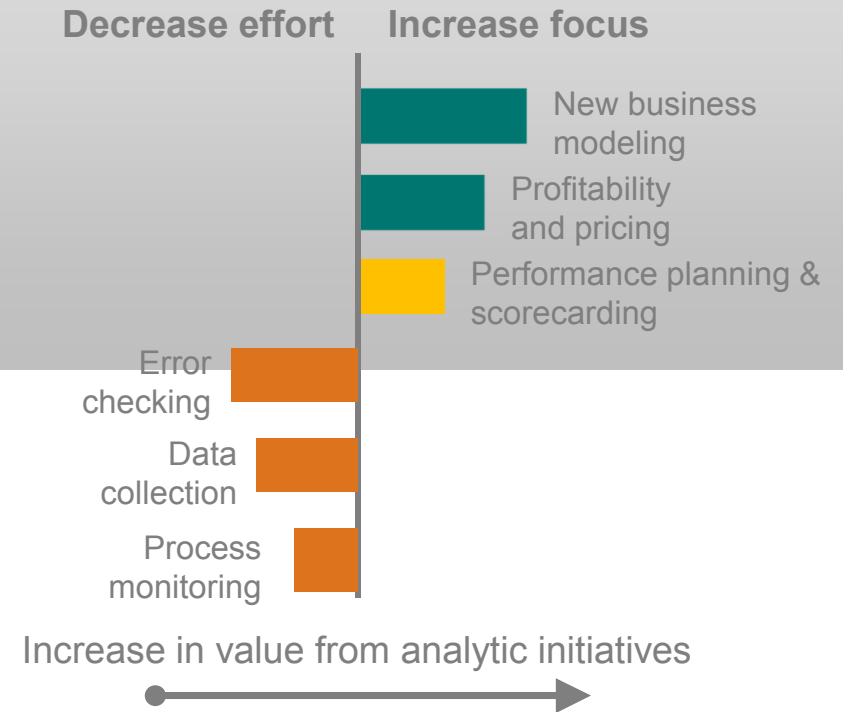 Decrease effort
Increase focus
New business
modeling
Profitability
and pricing
Performance planning &
scorecarding
Error
checking
Data
collection
Process
monitoring
Increase in value from analytic initiatives